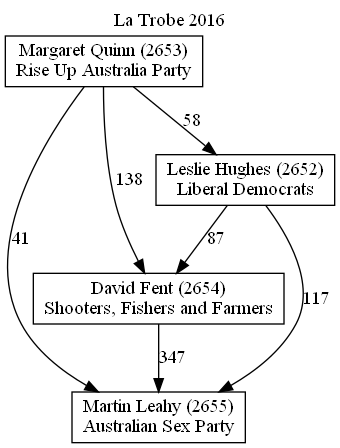 La Trobe 2016
Margaret Quinn (2653)
Rise Up Australia Party
58
Leslie Hughes (2652)
Liberal Democrats
138
41
87
117
David Fent (2654)
Shooters, Fishers and Farmers
347
Martin Leahy (2655)
Australian Sex Party